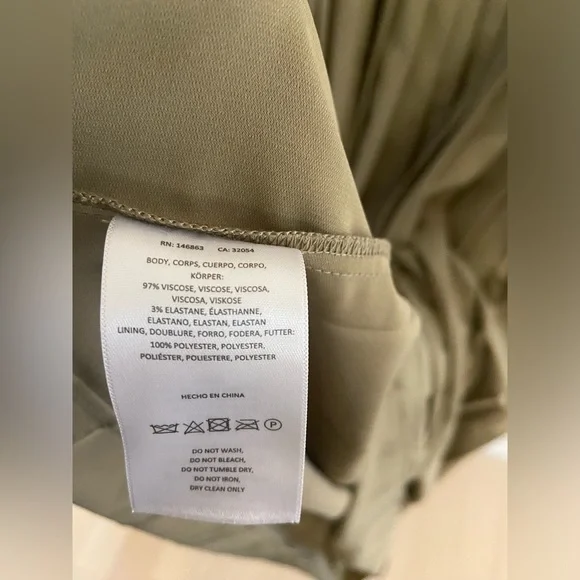 RN: 146863 CA: 32054
BODY, CORPS, CUERPO, CORPO,
KÖRPER:
97% VISCOSE, VISCOSE, VISCOSA,
VISCOSA, VISKOSE
3% ELASTANE, ÉLASTHANNE,
ELASTANO, ELASTAN, ELASTAN
LINING, DOUBLURE, FORRO, FODERA, FUTTER:
100% POLYESTER, POLYESTER,
POLIÉSTER, POLIESTERE, POLYESTER
HECHO EN CHINA
P
DO NOT WASH,
DO NOT BLEACH,
DO NOT TUMBLE DRY,
DO NOT IRON,
DRY CLEAN ONLY